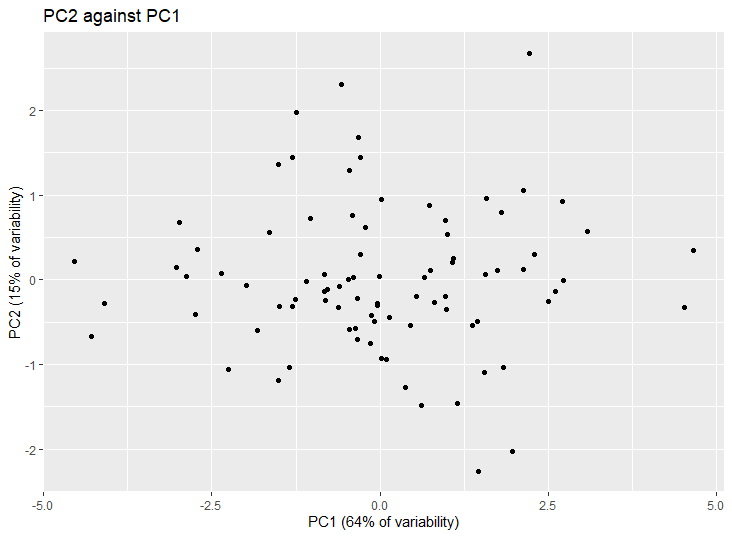 PC2 against PC1
PC2 (15% of variability)
2
1
0
-1
-2
-5.0 -2.5 0.0 2.5 5.0
PC1 (64% of variability)